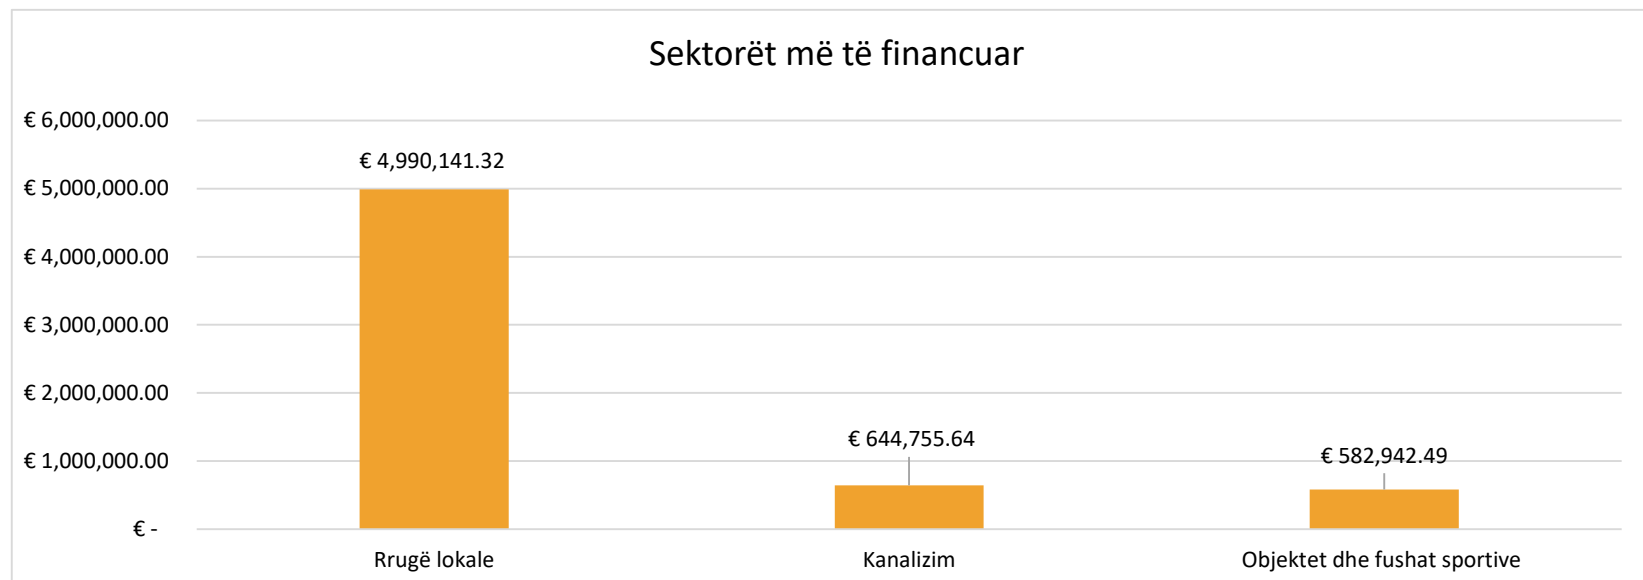 Sektorët më të financuar
€ 6,000,000.00
€ 5,000,000.00
€ 4,000,000.00
€ 3,000,000.00
€ 2,000,000.00
€ 1,000,000.00
€ -
€ 4,990,141.32
€ 644,755.64
€ 582,942.49
Rrugë lokale
Kanalizim
Objektet dhe fushat sportive